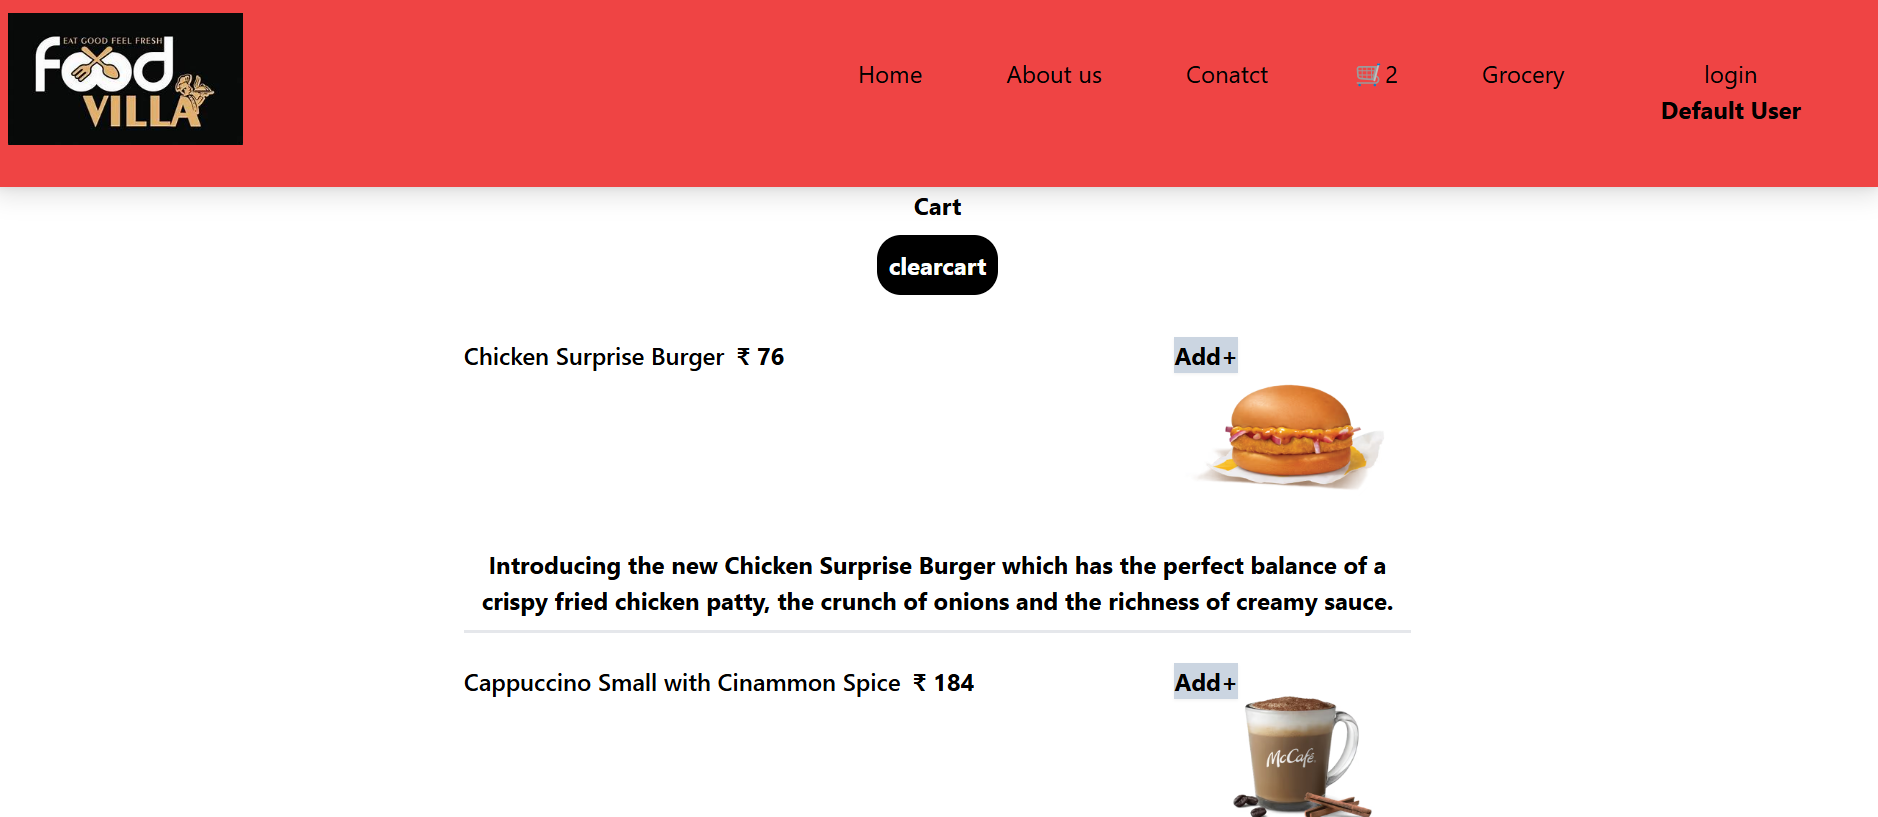 EAT GOOD FEEL FRESH
food
VILLA
Home About us Conatct 2 Grocery login
Default User
Cart
clearcart
Chicken Surprise Burger ₹ 76 Add+
Introducing the new Chicken Surprise Burger which has the perfect balance of a
crispy fried chicken patty, the crunch of onions and the richness of creamy sauce.
Cappuccino Small with Cinammon Spice ₹ 184 Add+
McCafé